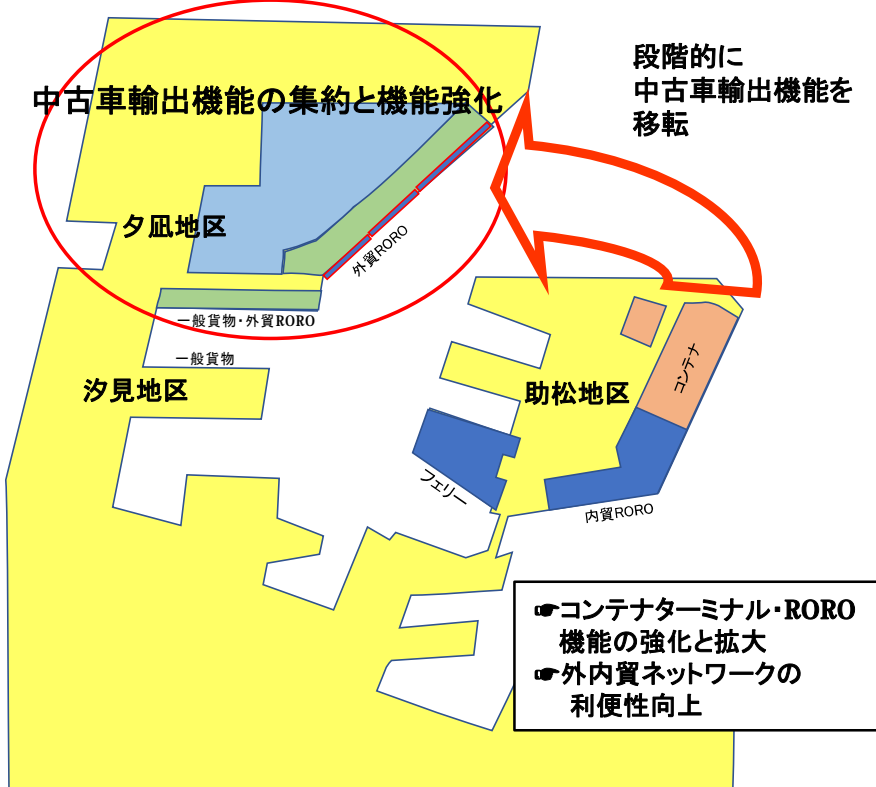 段階的に
中古車輸出機能を
移転
中古車輸出機能の集約と機能強化
夕凪地区
外貿RORO
一般貨物・外貿RORO
一般貨物
汐見地区
助松地区
コンテナ
フェリー
内貿RORO
☛コンテナターミナル・RORO
機能の強化と拡大
☛外内貿ネットワークの
利便性向上